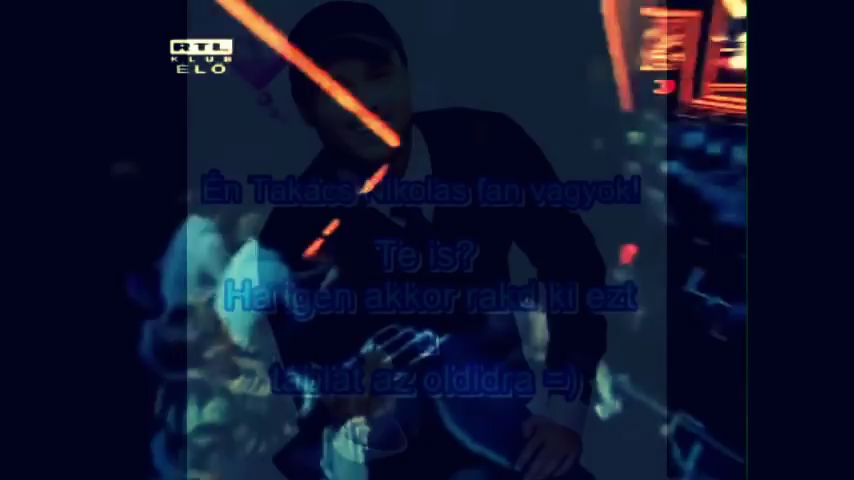 RTL
KLUB
ÉLŐ
Én Takács Nikolas fan vagyok!
Te is?
Ha igen akkor rakd ki ezt
táblát az oldidra =)